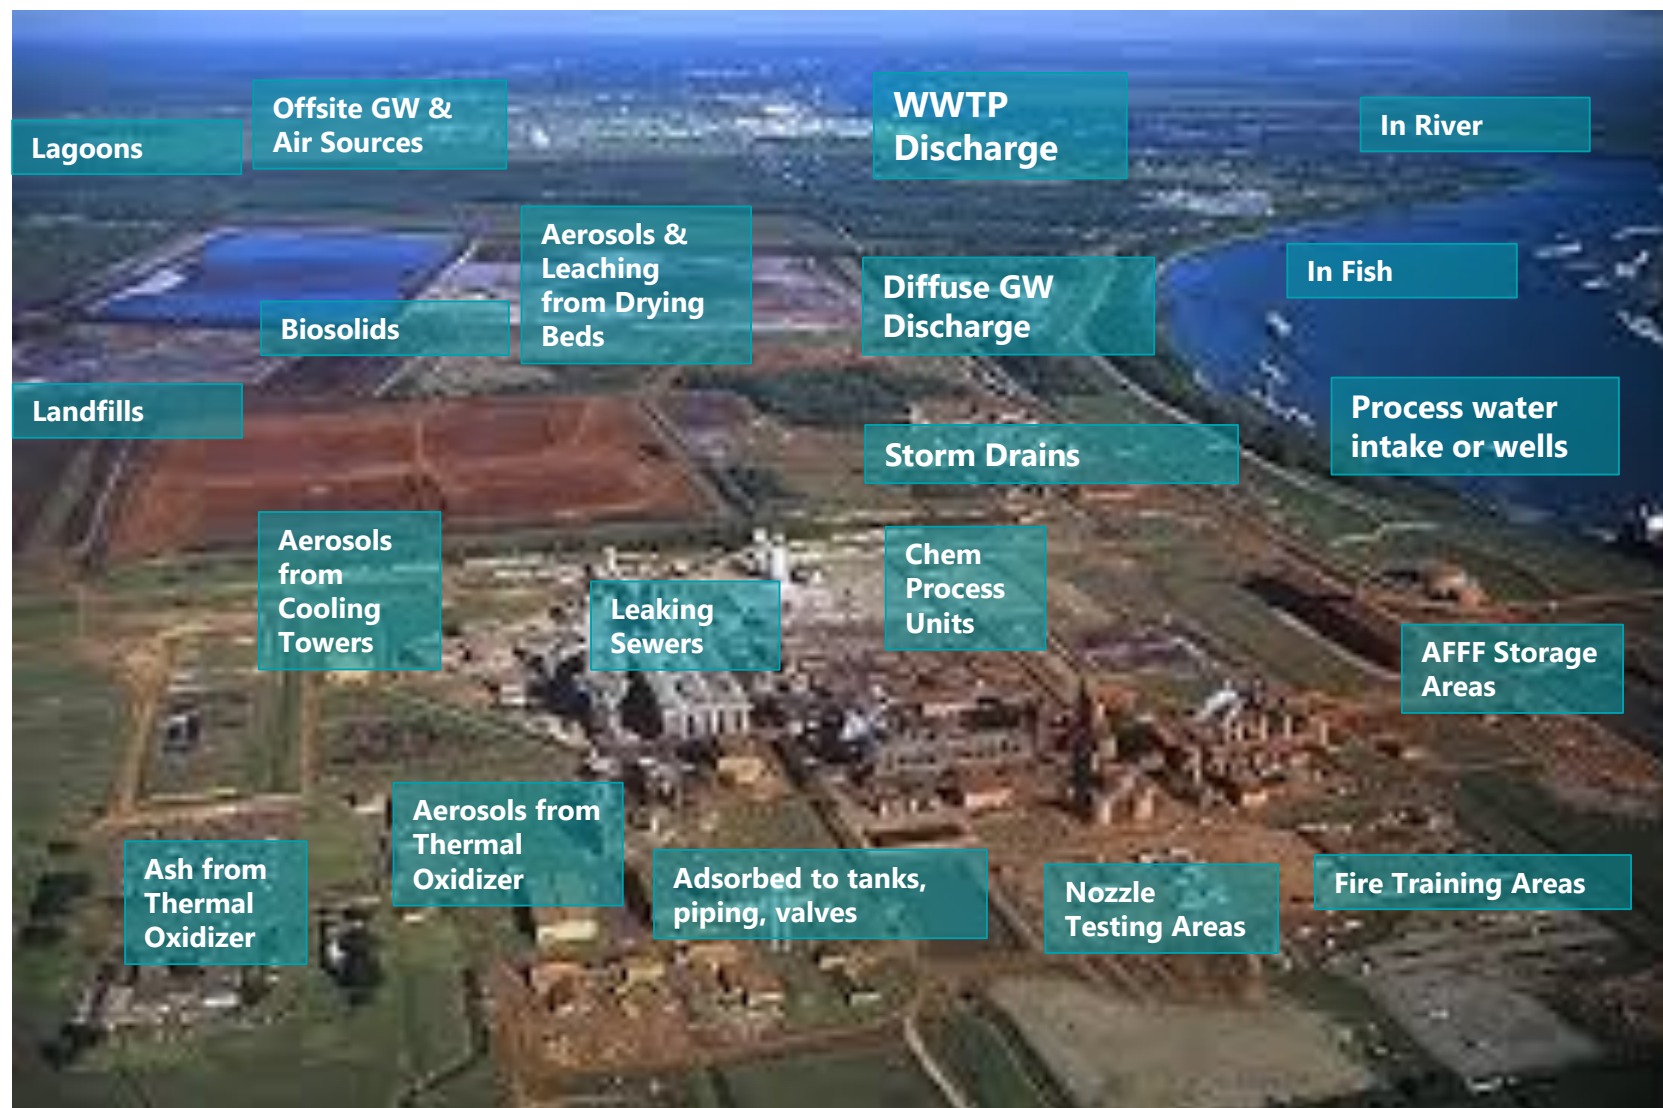 Offsite GW &
Air Sources
WWTP
Discharge
In River
Lagoons
Aerosols &
Leaching
from Drying
Beds
Diffuse GW
Discharge
In Fish
Biosolids
Landfills
Process water
intake or wells
Storm Drains
Aerosols
from
Cooling
Towers
Leaking
Sewers
Chem
Process
Units
AFFF Storage
Areas
Aerosols from
Thermal
Oxidizer
Ash from
Thermal
Oxidizer
Adsorbed to tanks,
piping, valves
Nozzle
Testing Areas
Fire Training Areas